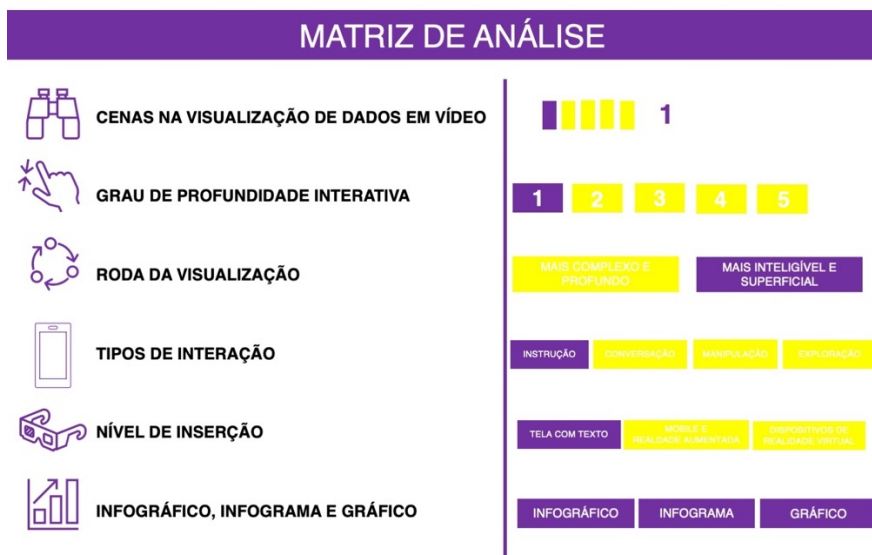 MATRIZ DE ANÁLISE
CENAS NA VISUALIZAÇÃO DE DADOS EM VÍDEO
1
GRAU DE PROFUNDIDADE INTERATIVA
1 2 3 4 5
RODA DA VISUALIZAÇÃO
MAIS COMPLEXO E
PROFUNDO
MAIS INTELIGÍVEL E
SUPERFICIAL
TIPOS DE INTERAÇÃO
INSTRUÇÃO CONVERSAÇÃO MANIPULAÇÃO EXPLORAÇÃO
NÍVEL DE INSERÇÃO
TELA COM TEXTO
MOBILE E
REALDADE AUMENTADA
DISPOSITIVOS DE
REALIDADE VIRTUAL
INFOGRÁFICO, INFOGRAMA E GRÁFICO
INFOGRÁFICO INFOGRAMA GRÁFICO